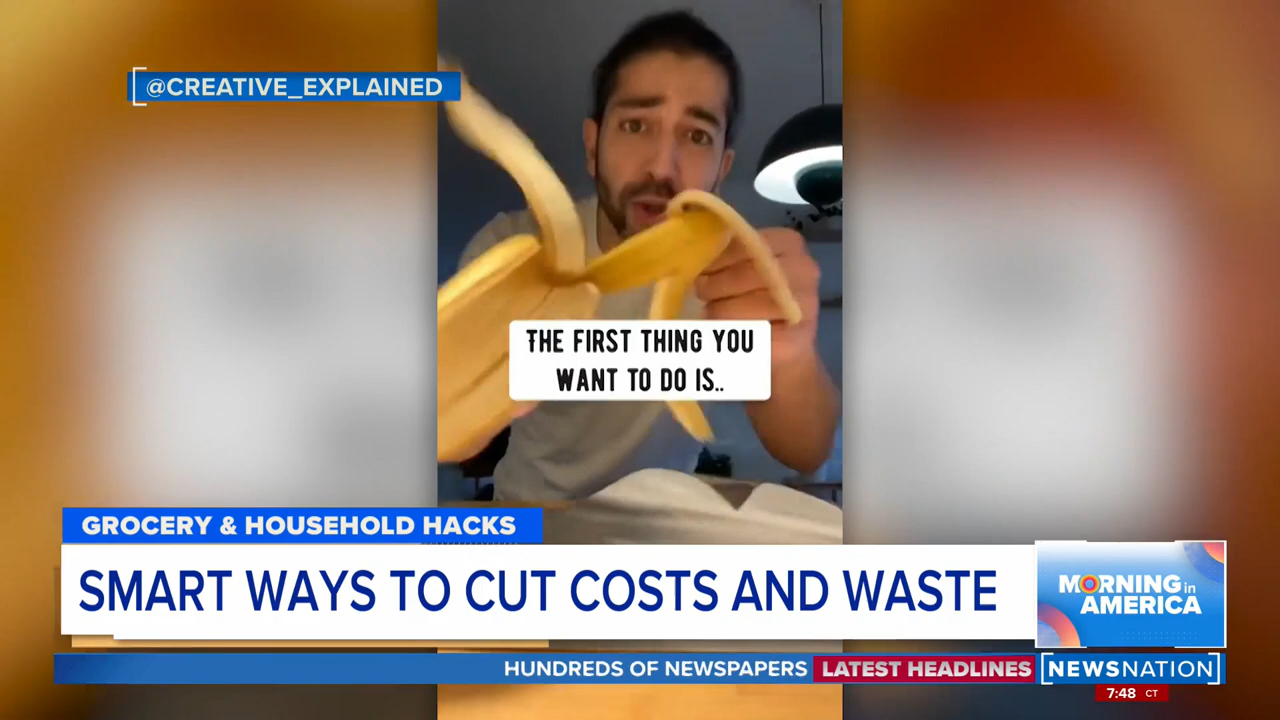 @CREATIVE_EXPLAINED
THE FIRST THING YOU
WANT TO DO IS..
GROCERY & HOUSEHOLD HACKS
SMART WAYS TO CUT COSTS AND WASTE
MORNING in
AMERICA
HUNDREDS OF NEWSPAPERS
LATEST HEADLINES
NEWSNATION
7:48 CT